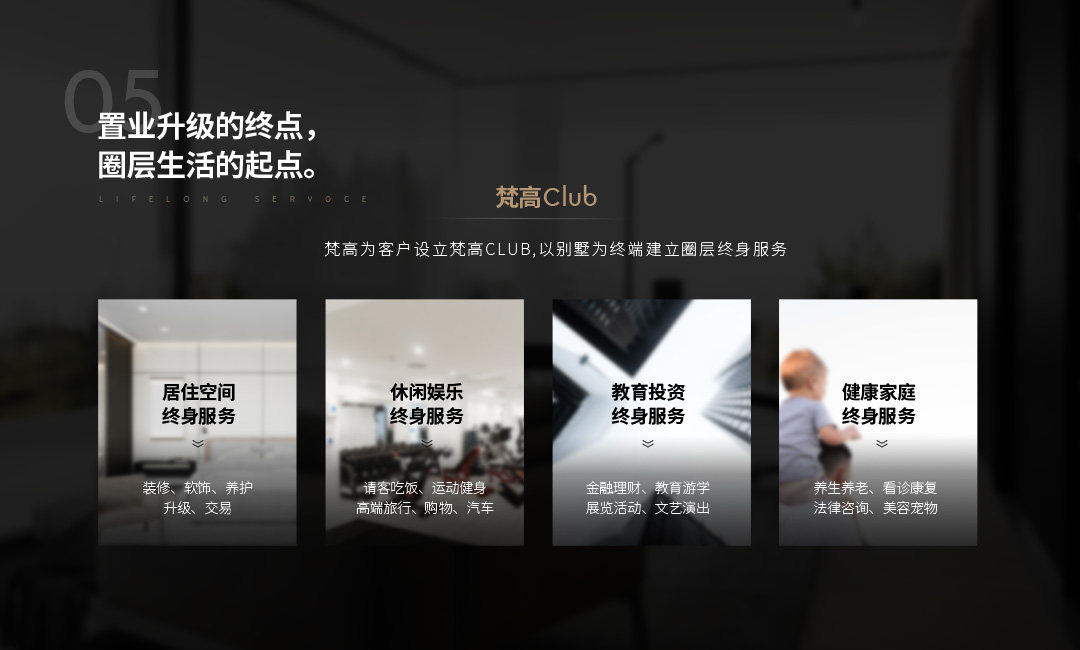 05
置业升级的终点，
圈层生活的起点。
LIFELONG SERVOCE
梵高Club
梵高为客户设立梵高CLUB,以别墅为终端建立圈层终身服务
居住空间
终身服务
装修、软饰、养护
升级、交易
休闲娱乐
终身服务
请客吃饭、运动健身
高端旅行、购物、汽车
教育投资
终身服务
金融理财、教育游学
展览活动、文艺演出
健康家庭
终身服务
养生养老、看诊康复
法律咨询、美容宠物